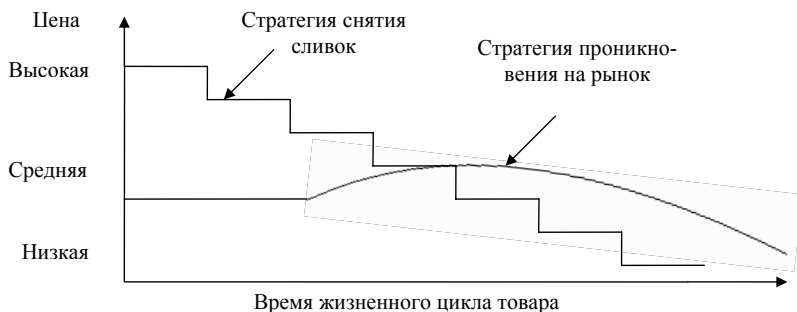 Цена
Стратегия снятия
сливок
Стратегия проникно-
вения на рынок
Высокая
Средняя
Низкая
Время жизненного цикла товара